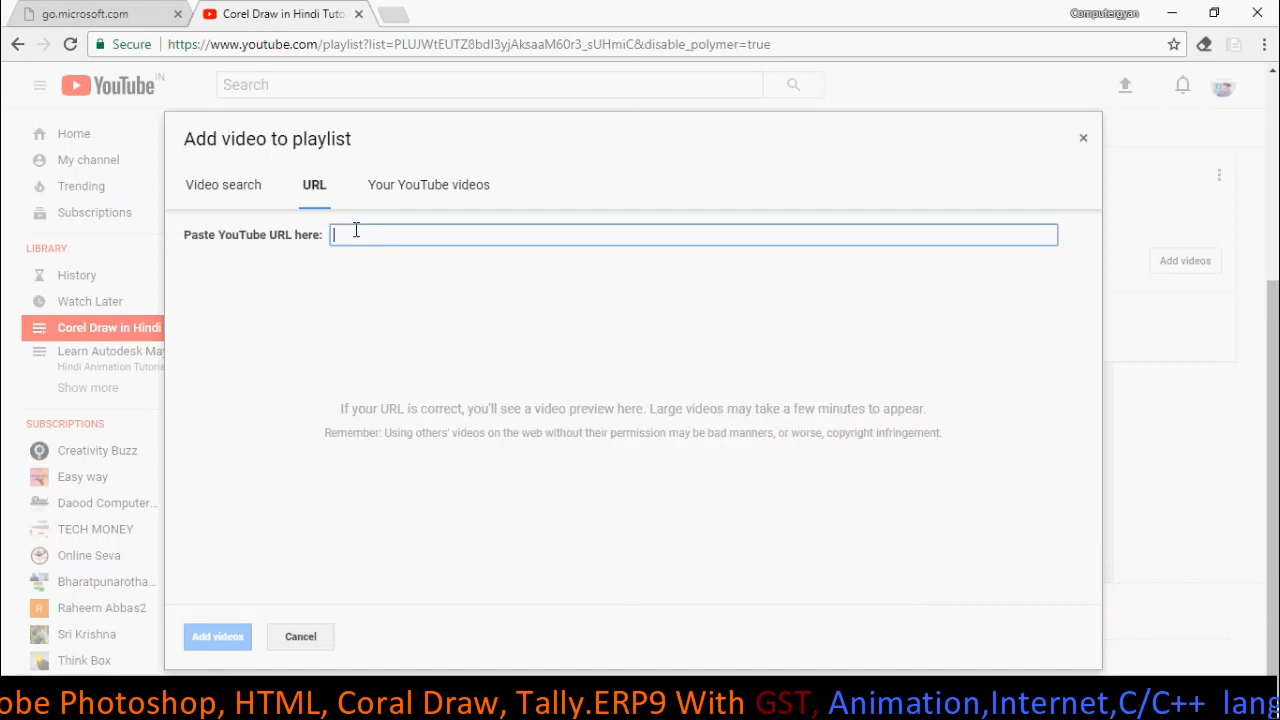 go.microsoft.com
Corel Draw in Hindi Tuto
Computergyan
Secure
https://www.youtube.com/playlist?list=PLUJWtEUTZ8bdI3yjAksaaM60r3_sUHmiC&disable_polymer=true
YouTube IN
Search
Add video to playlist
Home
My channel
Video search
URL
Your YouTube videos
Trending
Subscriptions
Paste YouTube URL here:
LIBRARY
Add videos
History
Watch Later
Corel Draw in Hindi
Learn Autodesk May
Hindi Animation Tutoria
Show more
If your URL is correct, you'll see a video preview here. Large videos may take a few minutes to appear.
Remember: Using others' videos on the web without their permission may be bad manners, or worse, copyright infringement.
SUBSCRIPTIONS
Creativity Buzz
Easy way
Daood Computer...
TECH MONEY
Online Seva
Bharatpunarotha...
R Raheem Abbas2
Sri Krishna
Add videos
Cancel
Think Box
obe Photoshop, HTML, Coral Draw, Tally.ERP9 With GST, Animation,Internet,C/C++ lang